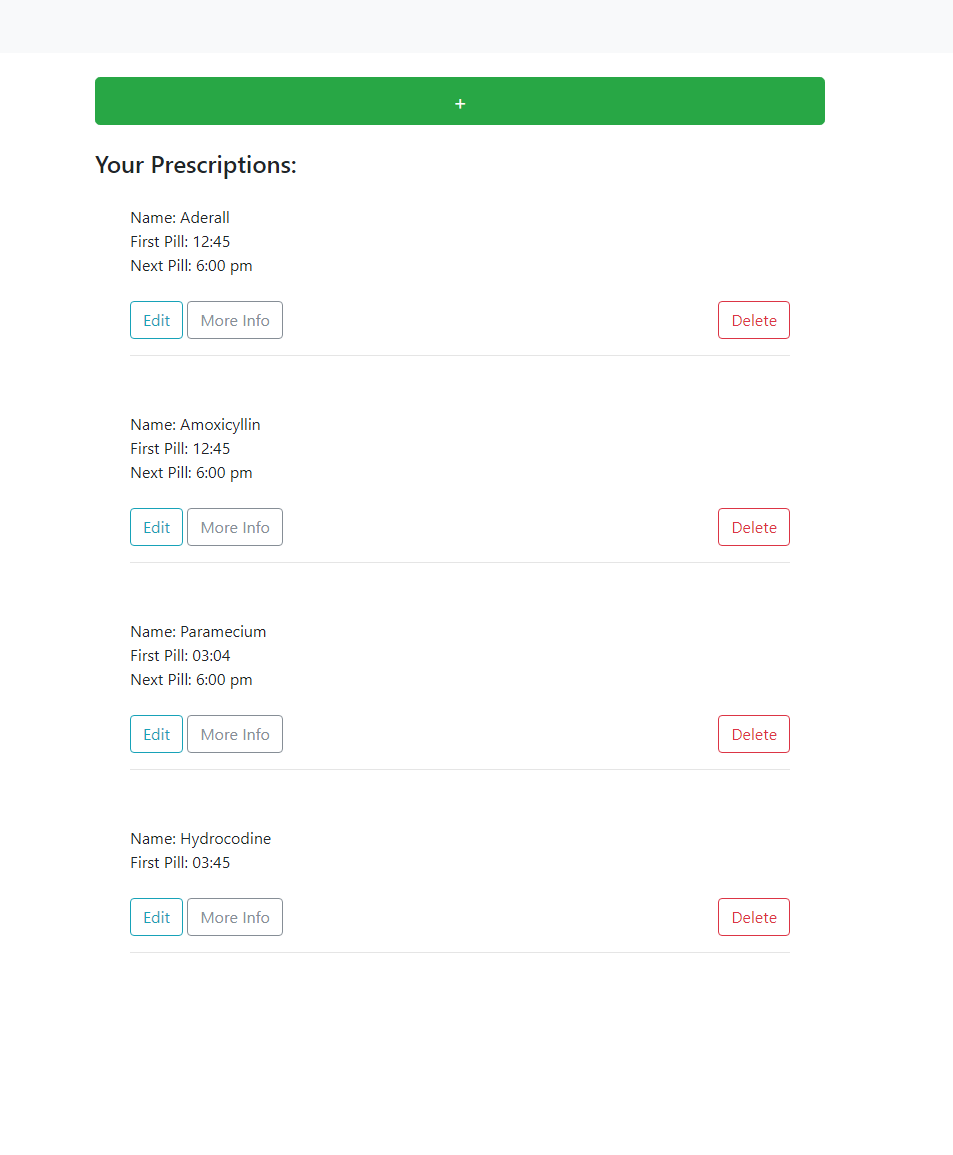 +
Your Prescriptions:
Name: Aderall
First Pill: 12:45
Next Pill: 6:00 pm
Edit More Info Delete
Name: Amoxicyllin
First Pill: 12:45
Next Pill: 6:00 pm
Edit More Info Delete
Name: Paramecium
First Pill: 03:04
Next Pill: 6:00 pm
Edit More Info Delete
Name: Hydrocodine
First Pill: 03:45
Edit More Info Delete